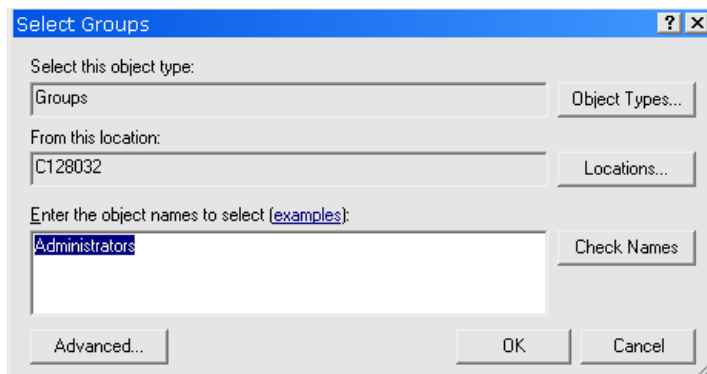 Select Groups
Select this object type:
Groups
Object Types...
From this location:
C128032
Locations...
Enter the object names to select (examples):
Administrators
Check Names
Advanced...
OK
Cancel